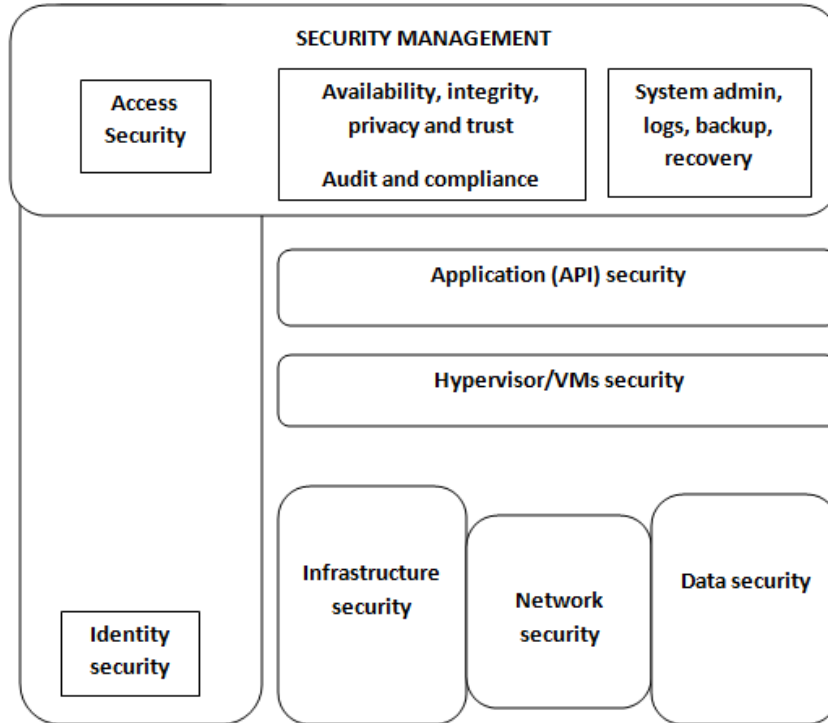 SECURITY MANAGEMENT
Access
Security
Availability, integrity,
privacy and trust
Audit and compliance
System admin,
logs, backup,
recovery
Application (API) security
Hypervisor/VMs security
Infrastructure
security
Network
security
Data security
Identity
security